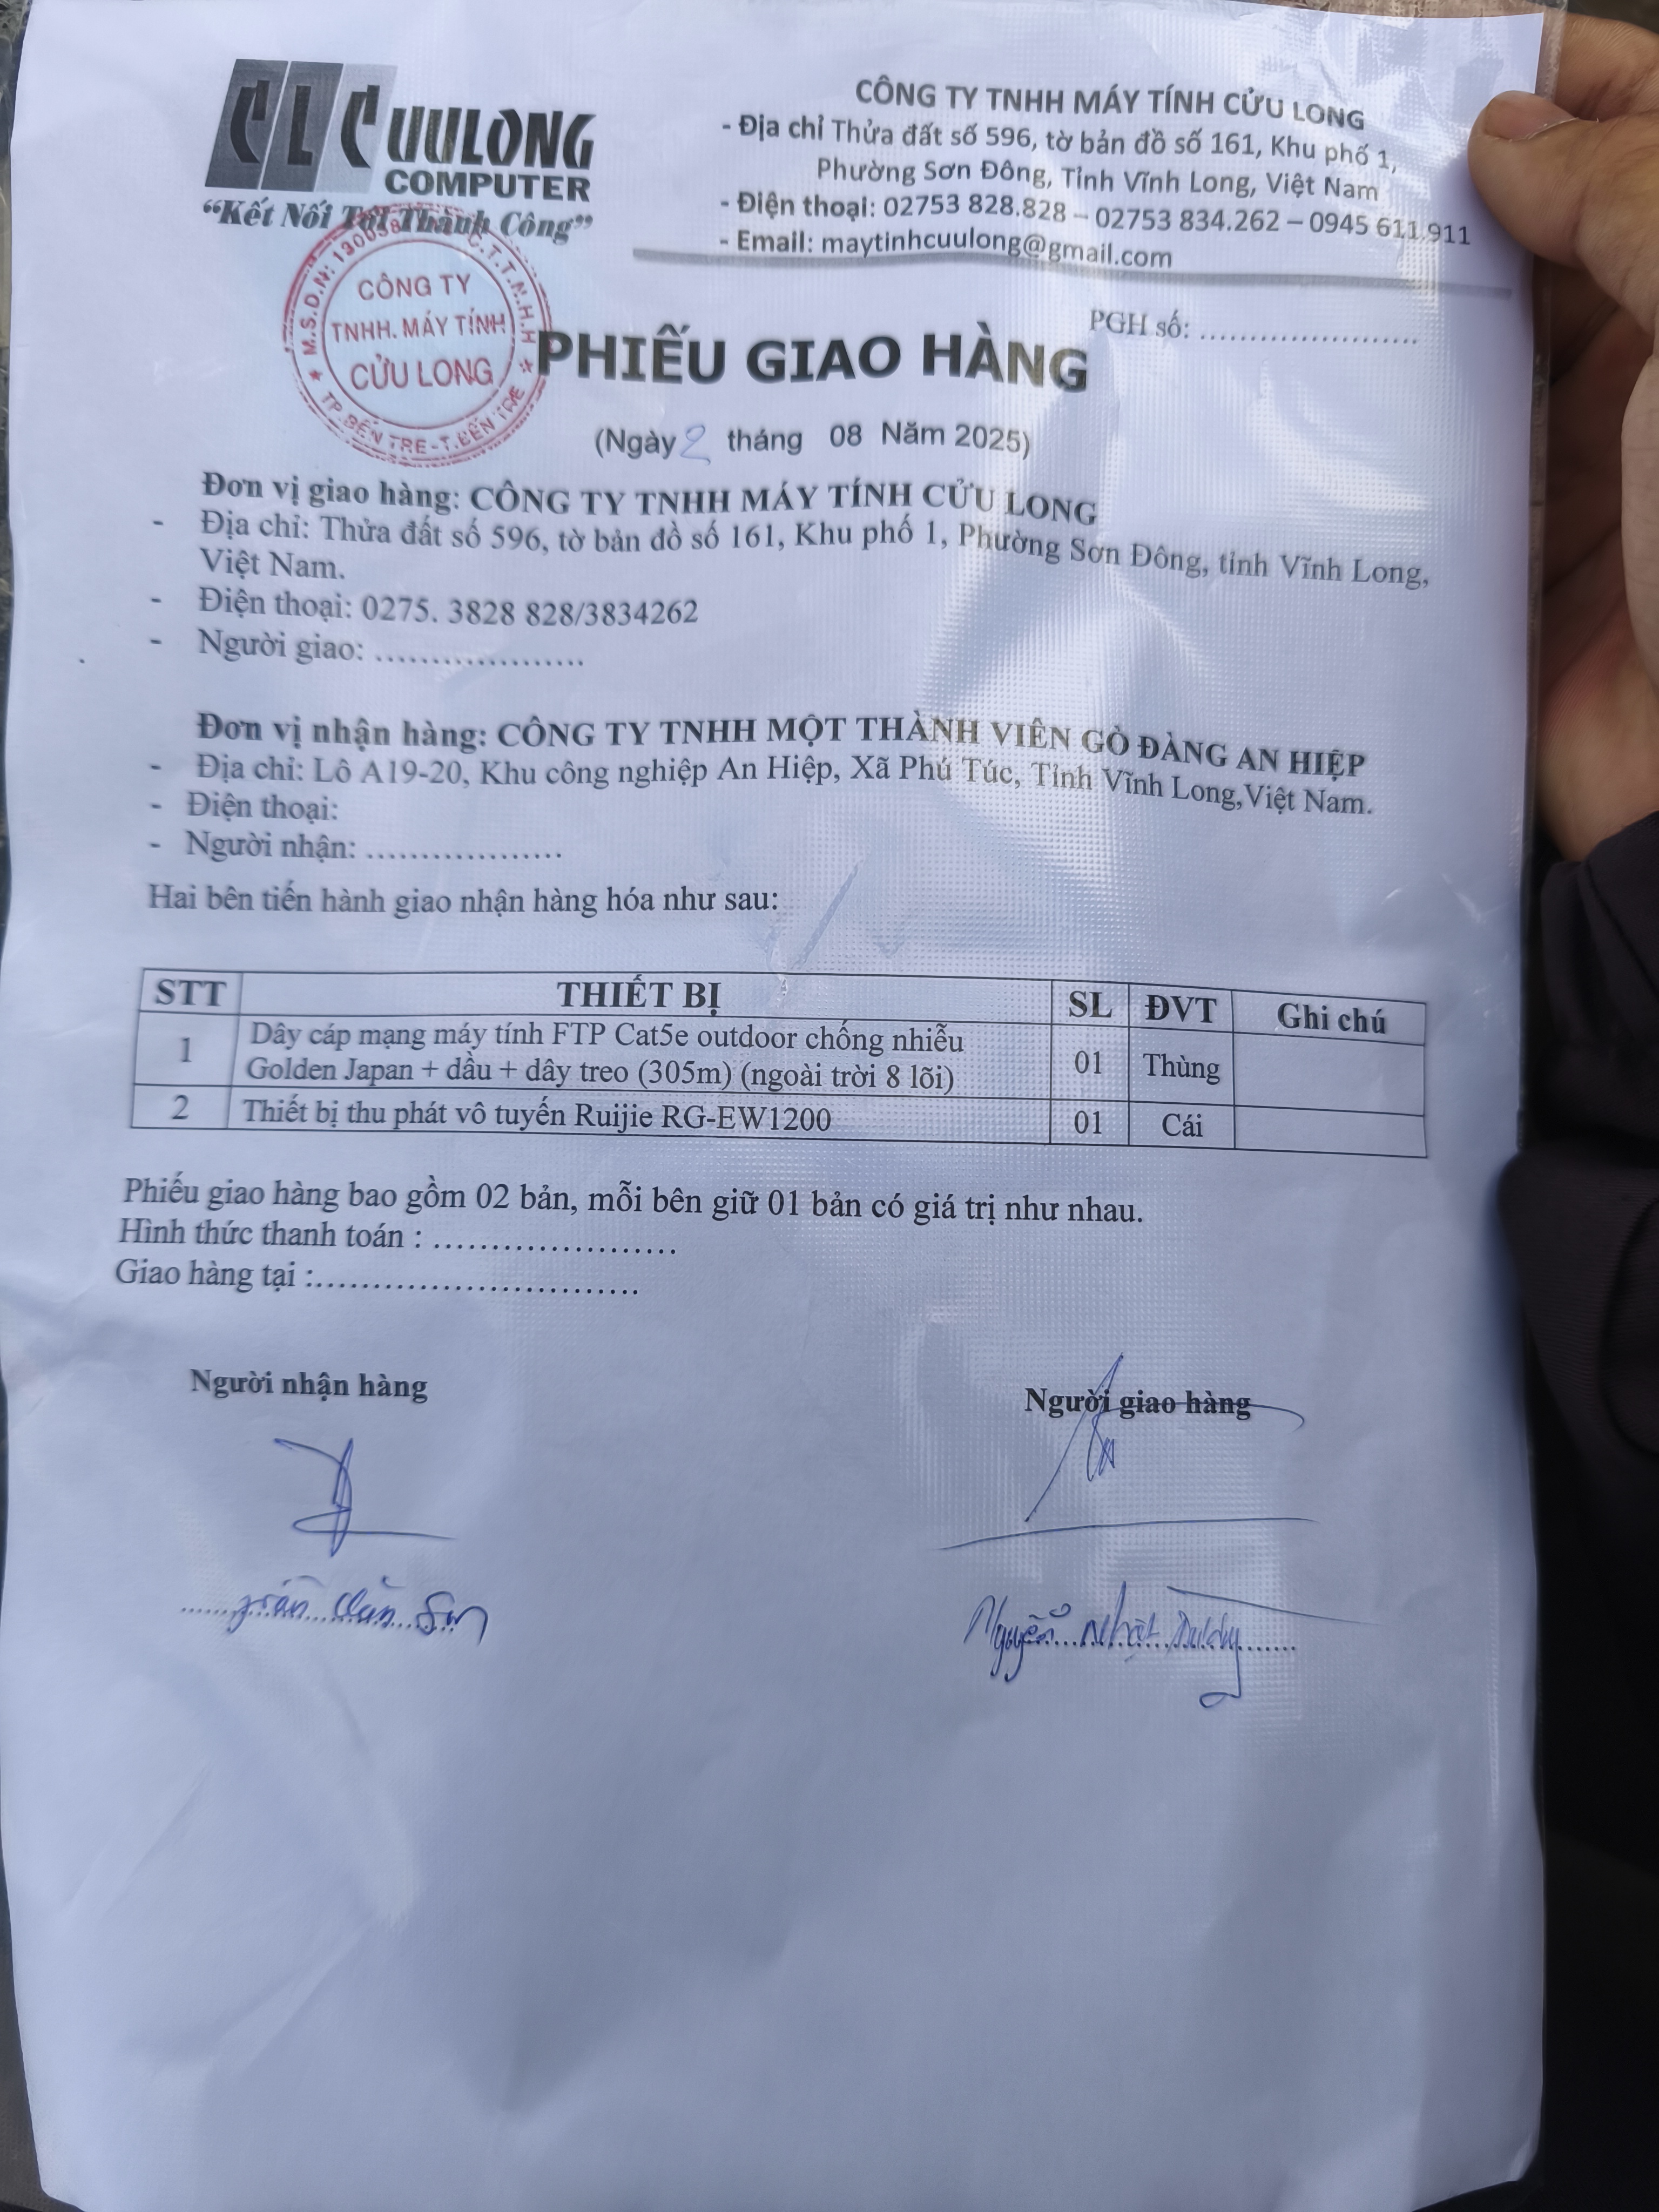 CLC UULONG
COMPUTER
“Kết Nối Tới Thành Công”
CÔNG TY TNHH MÁY TÍNH CỬU LONG
- Địa chỉ Thửa đất số 596, tờ bản đồ số 161, Khu phố 1,
Phường Sơn Đông, Tỉnh Vĩnh Long, Việt Nam
- Điện thoại: 02753 828.828 – 02753 834.262 – 0945 611.911
- Email: maytinhcuulong@gmail.com
M.S.D.N: C.T.T.N.H.H
CÔNG TY
TNHH. MÁY TÍNH
CỬU LONG
TP. BẾN TRE - T. BẾN TRE
PGH số: ........................
PHIẾU GIAO HÀNG
(Ngày 2 tháng 08 Năm 2025)
Đơn vị giao hàng: CÔNG TY TNHH MÁY TÍNH CỬU LONG
- Địa chỉ: Thửa đất số 596, tờ bản đồ số 161, Khu phố 1, Phường Sơn Đông, tỉnh Vĩnh Long,
Việt Nam.
- Điện thoại: 0275. 3828 828/3834262
- Người giao: .....................
Đơn vị nhận hàng: CÔNG TY TNHH MỘT THÀNH VIÊN GÒ ĐÀNG AN HIỆP
- Địa chỉ: Lô A19-20, Khu công nghiệp An Hiệp, Xã Phú Túc, Tỉnh Vĩnh Long,Việt Nam.
- Điện thoại:
- Người nhận: ....................
Hai bên tiến hành giao nhận hàng hóa như sau:
STT THIẾT BỊ SL ĐVT Ghi chú
1 Dây cáp mạng máy tính FTP Cat5e outdoor chống nhiễu
Golden Japan + dầu + dây treo (305m) (ngoài trời 8 lõi) 01 Thùng
2 Thiết bị thu phát vô tuyến Ruijie RG-EW1200 01 Cái
Phiếu giao hàng bao gồm 02 bản, mỗi bên giữ 01 bản có giá trị như nhau.
Hình thức thanh toán : ........................
Giao hàng tại :................................
Người nhận hàng
Người giao hàng
Trần Văn
Nguyễn Nhật